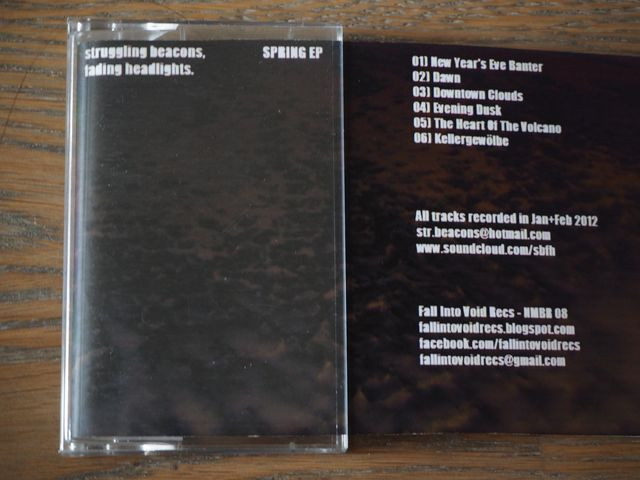 struggling beacons,
fading headlights.
SPRING EP
01) New Year's Eve Banter
02) Dawn
03) Downtown Clouds
04) Evening Dusk
05) The Heart Of The Volcano
06) Kellergewölbe
All tracks recorded in Jan+Feb 2012
str.beacons@hotmail.com
www.soundcloud.com/sbfh
Fall Into Void Recs - NMBR 08
fallintovoidrecs.blogspot.com
facebook.com/fallintovoidrecs
fallintovoidrecs@gmail.com